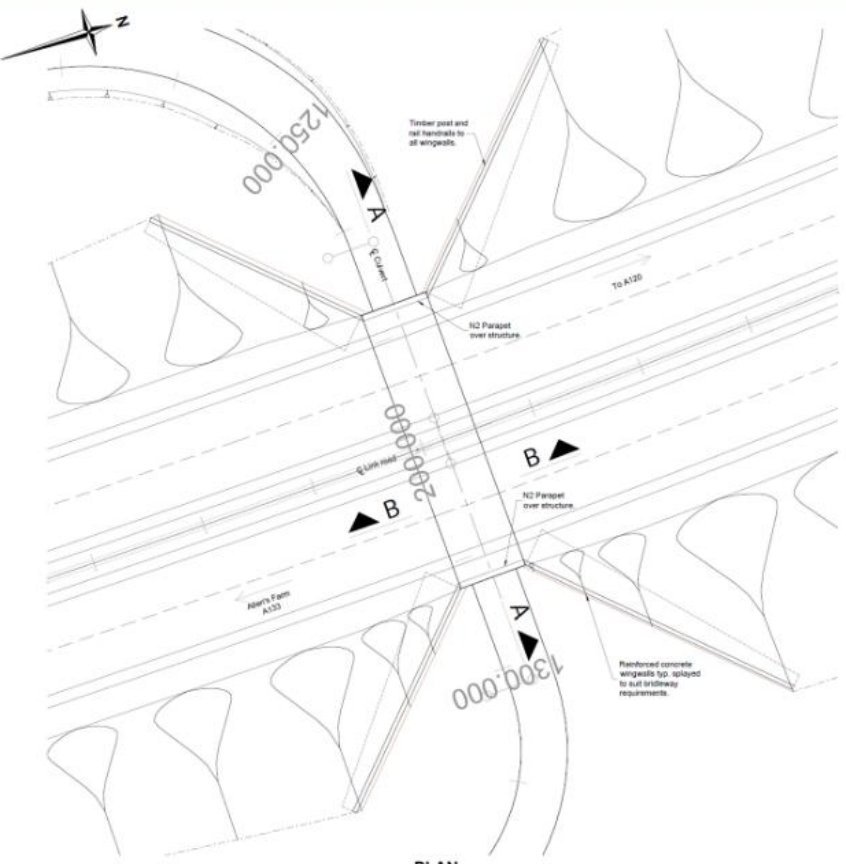 N
1250.000
Timber post and
rail handrails to
all wingwalls.
A
℄ Culvert
To A120
N2 Parapet
over structure.
200.000
℄ Link road
B
B
N2 Parapet
over structure.
Allen's Farm
A133
A
1300.000
Reinforced concrete
wingwalls typ. splayed
to suit bridleway
requirements.
PLAN